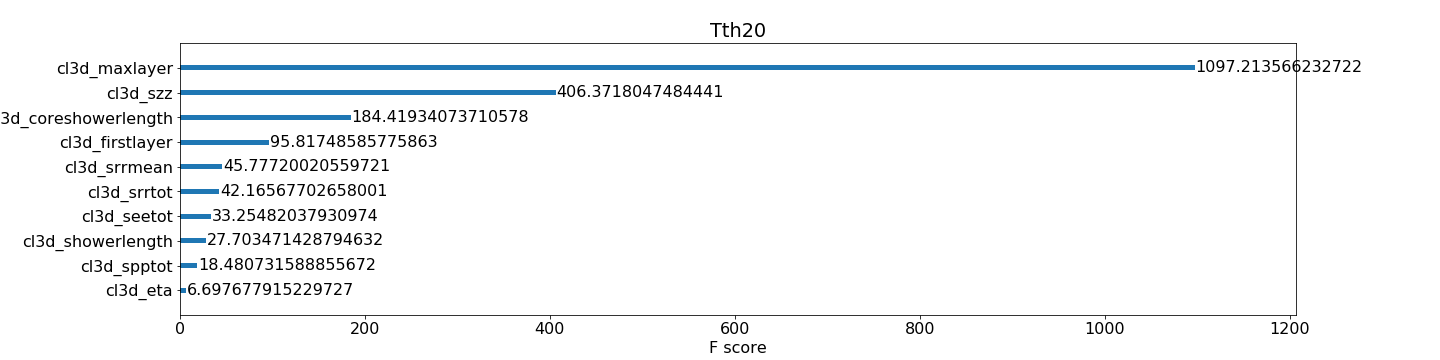 Tth20
cl3d_maxlayer 1097.213566232722
cl3d_szz 406.3718047484441
3d_coreshowerlength 184.41934073710578
cl3d_firstlayer 95.81748585775863
cl3d_srrmean 45.77720020559721
cl3d_srrtot 42.16567702658001
cl3d_seetot 33.25482037930974
cl3d_showerlength 27.703471428794632
cl3d_spptot 18.480731588855672
cl3d_eta 6.697677915229727
0 200 400 600 800 1000 1200
F score